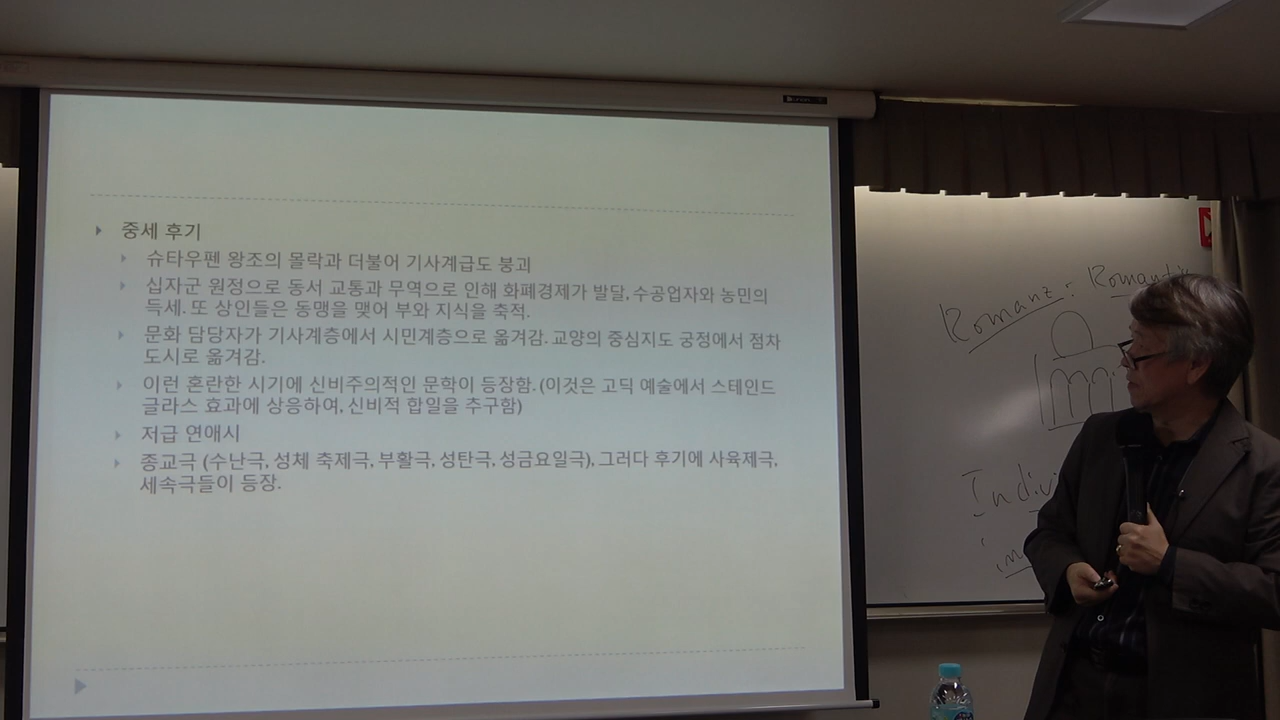 중세 후기
슈타우펜 왕조의 몰락과 더불어 기사계급도 붕괴
십자군 원정으로 동서 교통과 무역으로 인해 화폐경제가 발달, 수공업자와 농민의
득세. 또 상인들은 동맹을 맺어 부와 지식을 축적.
문화 담당자가 기사계층에서 시민계층으로 옮겨감. 교양의 중심지도 궁정에서 점차
도시로 옮겨감.
이런 혼란한 시기에 신비주의적인 문학이 등장함. (이것은 고딕 예술에서 스테인드
글라스 효과에 상응하여, 신비적 합일을 추구함)
저급 연애시
종교극 (수난극, 성체 축제극, 부활극, 성탄극, 성금요일극), 그러다 후기에 사육제극,
세속극들이 등장.
Romanz: Romantik
Indivi
in